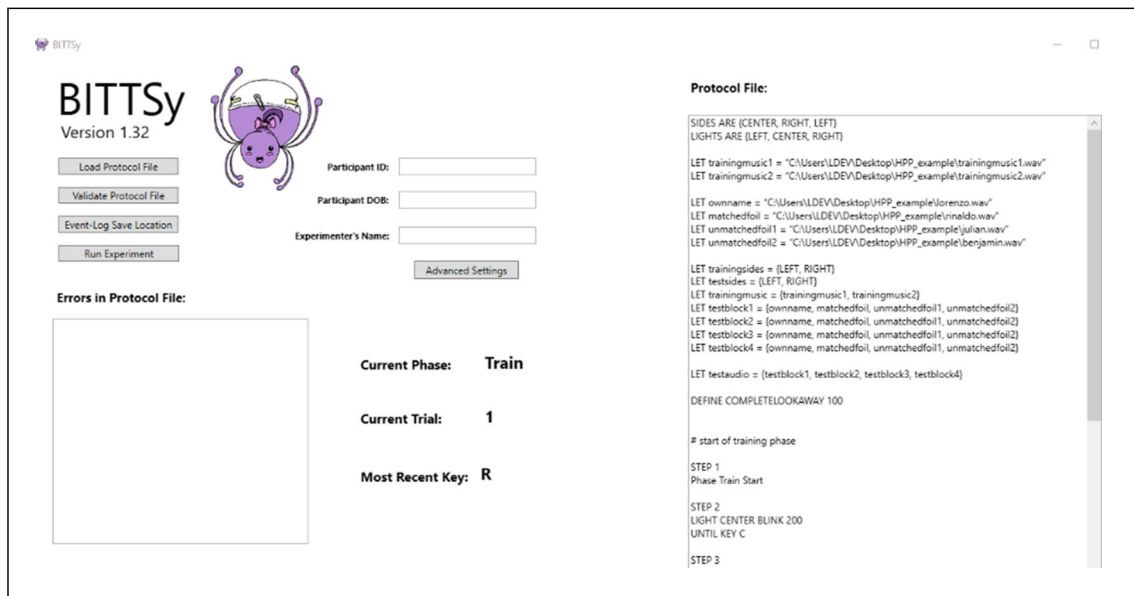 BITTSy
BITTSy
Version 1.32
Load Protocol File
Validate Protocol File
Event-Log Save Location
Run Experiment
Participant ID:
Participant DOB:
Experimenter's Name:
Advanced Settings
Errors in Protocol File:
Current Phase: Train
Current Trial: 1
Most Recent Key: R
Protocol File:
SIDES ARE {CENTER, RIGHT, LEFT}
LIGHTS ARE {LEFT, CENTER, RIGHT}
LET trainingmusic1 = "C:\Users\LDEV\Desktop\HPP_example\trainingmusic1.wav"
LET trainingmusic2 = "C:\Users\LDEV\Desktop\HPP_example\trainingmusic2.wav"
LET ownname = "C:\Users\LDEV\Desktop\HPP_example\lorenzo.wav"
LET matchedfoil = "C:\Users\LDEV\Desktop\HPP_example\rinaldo.wav"
LET unmatchedfoil1 = "C:\Users\LDEV\Desktop\HPP_example\julian.wav"
LET unmatchedfoil2 = "C:\Users\LDEV\Desktop\HPP_example\benjamin.wav"
LET trainingsides = {LEFT, RIGHT}
LET testsides = {LEFT, RIGHT}
LET trainingmusic = {trainingmusic1, trainingmusic2}
LET testblock1 = {ownname, matchedfoil, unmatchedfoil1, unmatchedfoil2}
LET testblock2 = {ownname, matchedfoil, unmatchedfoil1, unmatchedfoil2}
LET testblock3 = {ownname, matchedfoil, unmatchedfoil1, unmatchedfoil2}
LET testblock4 = {ownname, matchedfoil, unmatchedfoil1, unmatchedfoil2}
LET testaudio = {testblock1, testblock2, testblock3, testblock4}
DEFINE COMPLETELOOKAWAY 100
# start of training phase
STEP 1
Phase Train Start
STEP 2
LIGHT CENTER BLINK 200
UNTIL KEY C
STEP 3